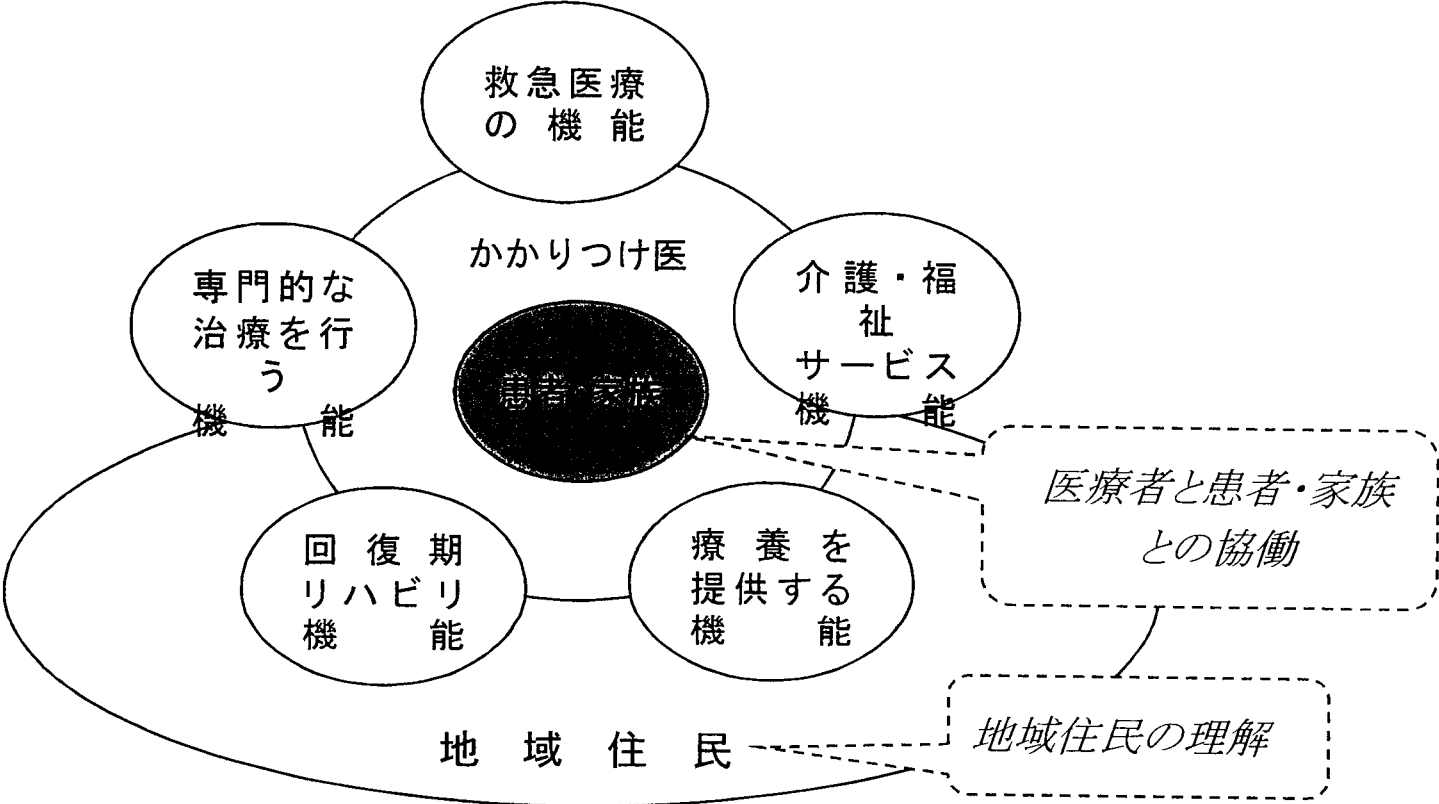 救急医療
の機能
かかりつけ医
専門的な
治療を行
う
機能
介護・福
祉
サービス
機能
患者・家族
医療者と患者・家族
との協働
回復期
リハビリ
機能
療養を
提供する
機能
地域住民
地域住民の理解